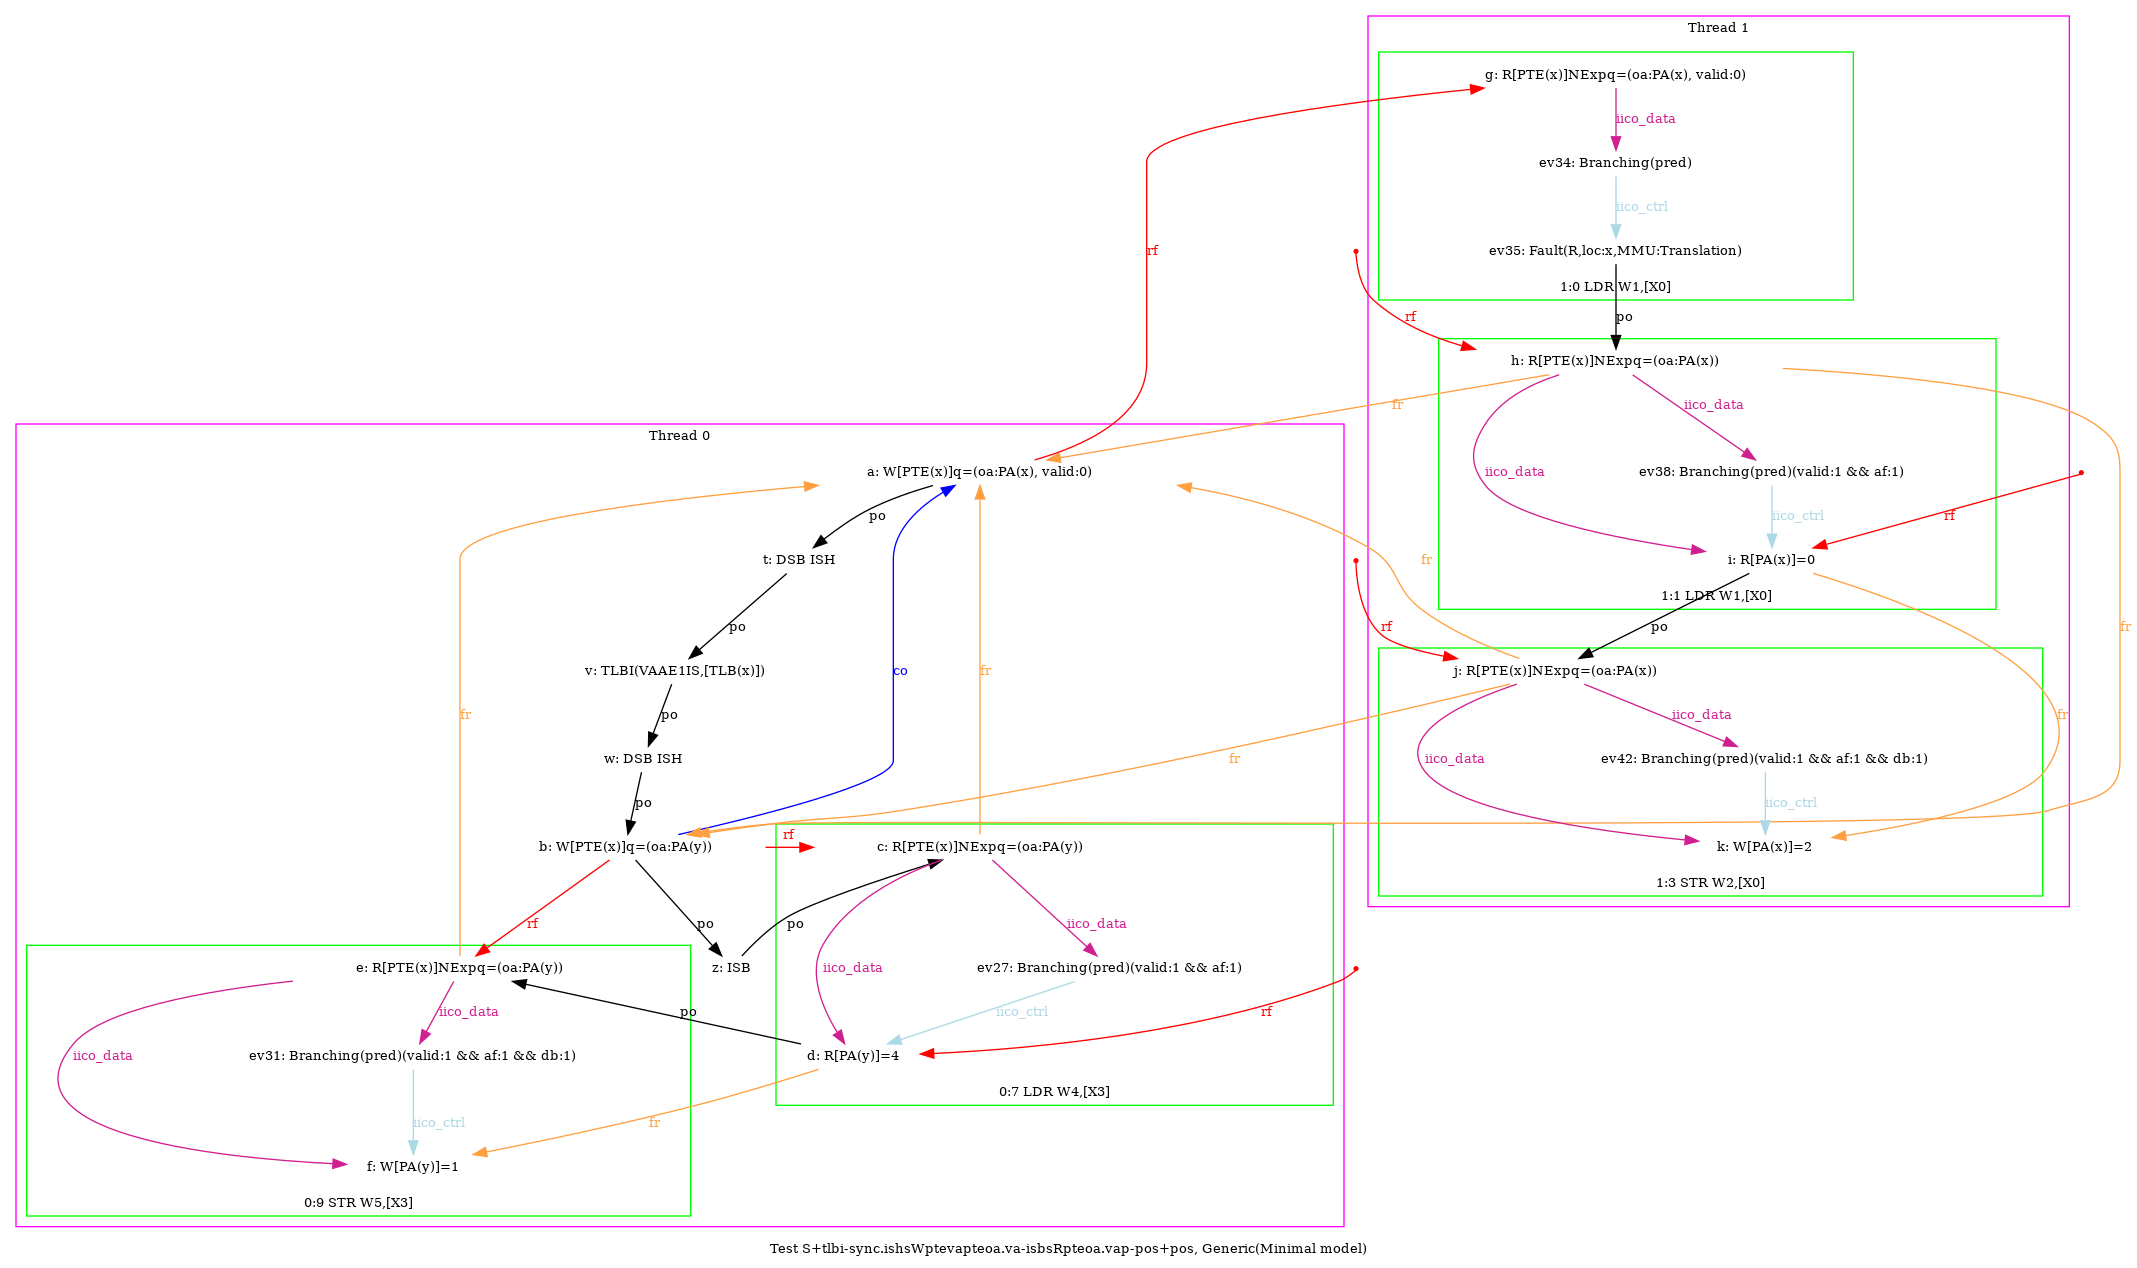 Thread 1
g: R[PTE(x)]NExpq=(oa:PA(x), valid:0)
iico_data
ev34: Branching(pred)
iico_ctrl
rf
ev35: Fault(R,loc:x,MMU:Translation)
1:0 LDR W1,[X0]
rf
po
h: R[PTE(x)]NExpq=(oa:PA(x))
fr
iico_data
Thread 0
a: W[PTE(x)]q=(oa:PA(x), valid:0)
iico_data
ev38: Branching(pred)(valid:1 && af:1)
po
iico_ctrl
rf
t: DSB ISH
fr
i: R[PA(x)]=0
1:1 LDR W1,[X0]
po
rf
po
fr
v: TLBI(VAAE1IS,[TLB(x)])
co
fr
j: R[PTE(x)]NExpq=(oa:PA(x))
fr
po
iico_data
fr
w: DSB ISH
fr
iico_data
ev42: Branching(pred)(valid:1 && af:1 && db:1)
po
iico_ctrl
rf
b: W[PTE(x)]q=(oa:PA(y))
c: R[PTE(x)]NExpq=(oa:PA(y))
k: W[PA(x)]=2
1:3 STR W2,[X0]
rf
po
po
iico_data
e: R[PTE(x)]NExpq=(oa:PA(y))
z: ISB
iico_data
ev27: Branching(pred)(valid:1 && af:1)
iico_data
po
iico_ctrl
rf
iico_data
ev31: Branching(pred)(valid:1 && af:1 && db:1)
d: R[PA(y)]=4
0:7 LDR W4,[X3]
iico_ctrl
fr
f: W[PA(y)]=1
0:9 STR W5,[X3]
Test S+tlbi-sync.ishsWptevapteoa.va-isbsRpteoa.vap-pos+pos, Generic(Minimal model)